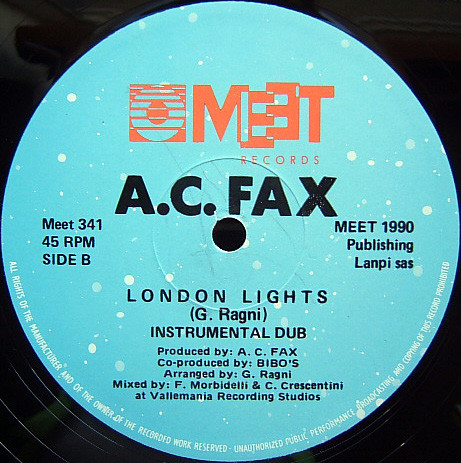 MEET
RECORDS
A.C. FAX
Meet 341
45 RPM
SIDE B
MEET 1990
Publishing
Lanpi sas
LONDON LIGHTS
(G. Ragni)
INSTRUMENTAL DUB
Produced by: A. C. FAX
Co-produced by: BIBO'S
Arranged by: G. Ragni
Mixed by: F. Morbidelli & C. Crescentini
at Vallemania Recording Studios
ALL RIGHTS OF THE MANUFACTURER AND OF THE OWNER OF THE RECORDED WORK RESERVED - UNAUTHORIZED PUBLIC PERFORMANCE, BROADCASTING AND COPYING OF THIS RECORD PROHIBITED